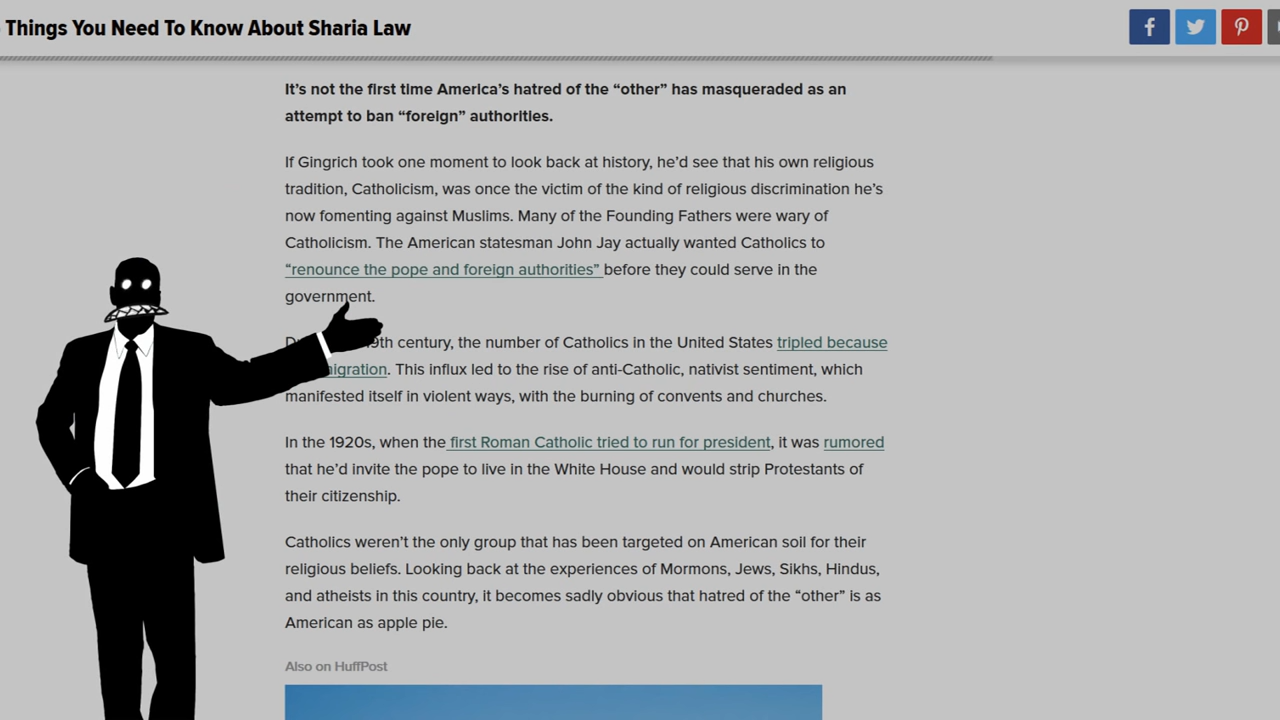 Things You Need To Know About Sharia Law
It's not the first time America's hatred of the “other” has masqueraded as an
attempt to ban “foreign” authorities.
If Gingrich took one moment to look back at history, he'd see that his own religious
tradition, Catholicism, was once the victim of the kind of religious discrimination he's
now fomenting against Muslims. Many of the Founding Fathers were wary of
Catholicism. The American statesman John Jay actually wanted Catholics to
“renounce the pope and foreign authorities” before they could serve in the
government.
19th century, the number of Catholics in the United States tripled because
. This influx led to the rise of anti-Catholic, nativist sentiment, which
manifested itself in violent ways, with the burning of convents and churches.
In the 1920s, when the first Roman Catholic tried to run for president, it was rumored
that he'd invite the pope to live in the White House and would strip Protestants of
their citizenship.
Catholics weren't the only group that has been targeted on American soil for their
religious beliefs. Looking back at the experiences of Mormons, Jews, Sikhs, Hindus,
and atheists in this country, it becomes sadly obvious that hatred of the “other” is as
American as apple pie.
Also on HuffPost